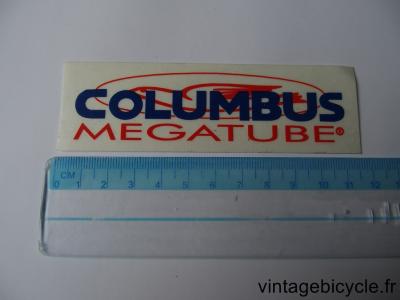 COLUMBUS
MEGATUBE®
CM
0 1 2 3 4 5 6 7 8 9 10 11 12
vintagebicycle.fr